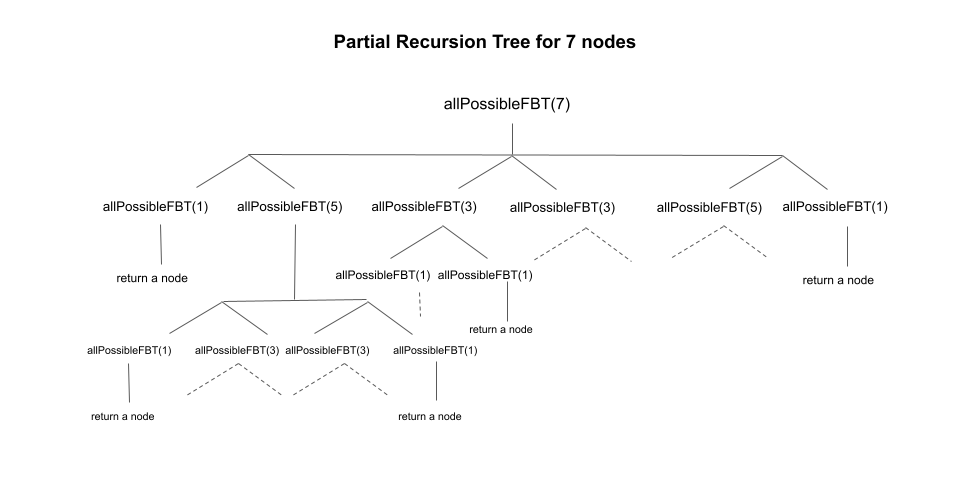 Partial Recursion Tree for 7 nodes
allPossibleFBT(7)
allPossibleFBT(1) allPossibleFBT(5) allPossibleFBT(3) allPossibleFBT(3) allPossibleFBT(5) allPossibleFBT(1)
return a node allPossibleFBT(1) allPossibleFBT(1) return a node
return a node
allPossibleFBT(1) allPossibleFBT(3) allPossibleFBT(3) allPossibleFBT(1)
return a node return a node